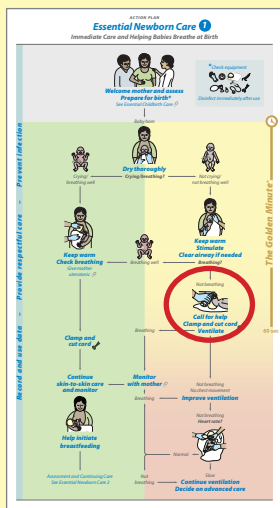 ACTION PLAN
Essential Newborn Care 1
Immediate Care and Helping Babies Breathe at Birth
*Check equipment
Disinfect immediately after use
Welcome mother and assess
Prepare for birth*
See Essential Childbirth Care
Baby born
Dry thoroughly
Crying/breathing?
Crying/
breathing well
Not crying/
not breathing well
Keep warm
Check breathing
Give mother
uterotonic
Keep warm
Stimulate
Clear airway if needed
Breathing well
Breathing?
Not breathing
Call for help
Clamp and cut cord
Ventilate
Breathing
60 sec
Clamp and
cut cord
Continue
skin-to-skin care
and monitor
Monitor
with mother
Not breathing
No chest movement
Breathing
Improve ventilation
Not breathing
Heart rate?
Help initiate
breastfeeding
Normal
Slow
Assessment and Continuing Care
See Essential Newborn Care 2
Not
breathing
Continue ventilation
Decide on advanced care
Record and use data - Provide respectful care - Prevent infection
The Golden Minute®